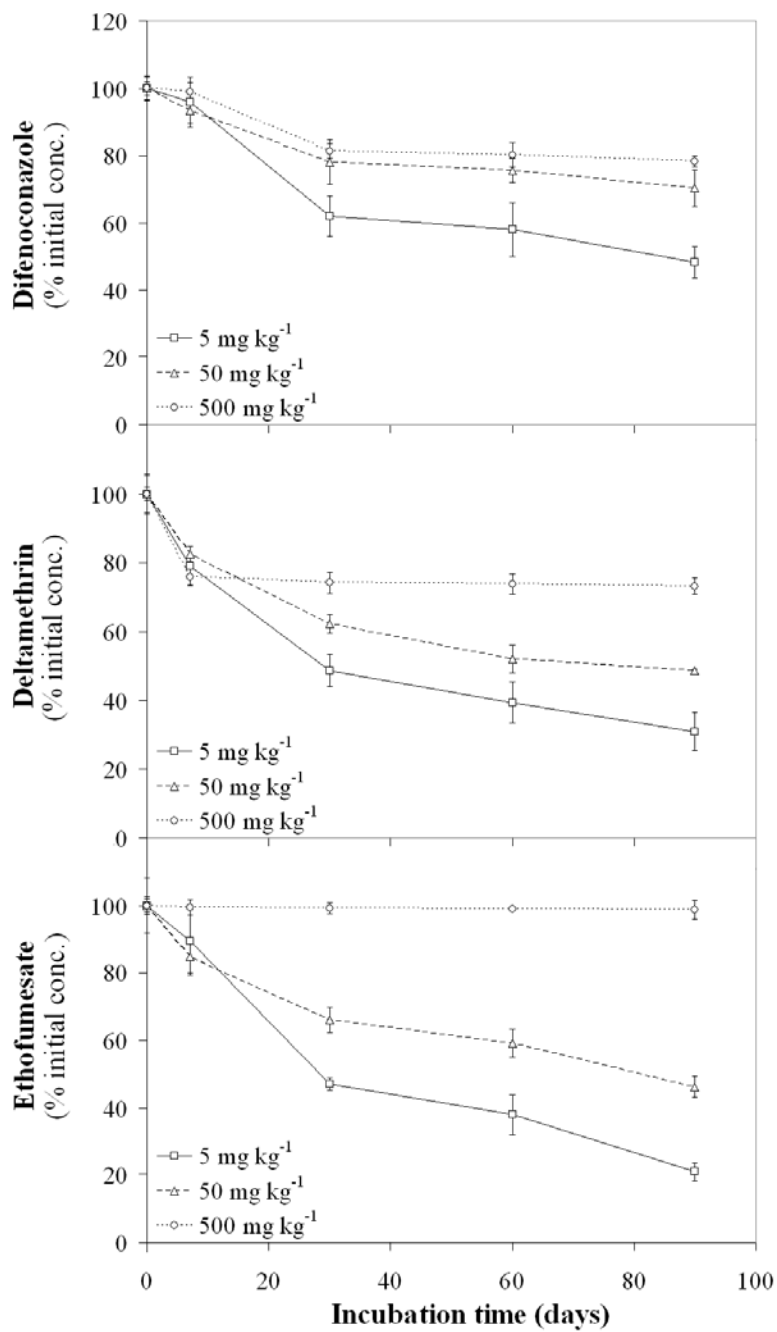 120
100
80
60
40
20
0
Difenoconazole
(% initial conc.)
5 mg kg⁻¹
50 mg kg⁻¹
500 mg kg⁻¹
100
80
60
40
20
0
Deltamethrin
(% initial conc.)
5 mg kg⁻¹
50 mg kg⁻¹
500 mg kg⁻¹
100
80
60
40
20
0
Ethofumesate
(% initial conc.)
5 mg kg⁻¹
50 mg kg⁻¹
500 mg kg⁻¹
0 20 40 60 80 100
Incubation time (days)